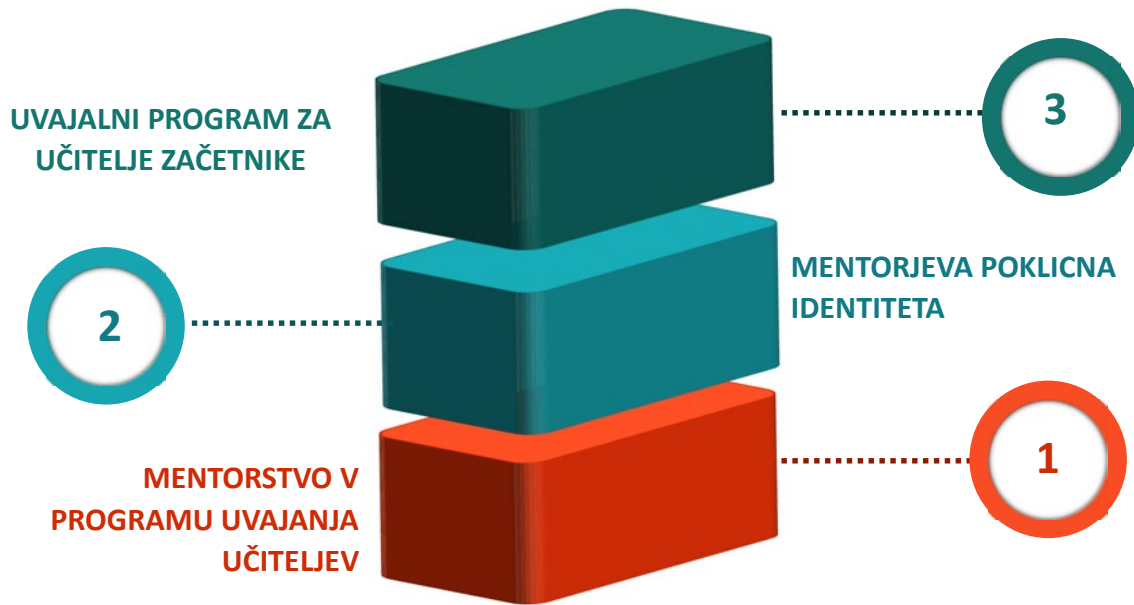 UVAJALNI PROGRAM ZA
UČITELJE ZAČETNIKE
3
2
MENTORJEVA POKLICNA
IDENTITETA
MENTORSTVO V
PROGRAMU UVAJANJA
UČITELJEV
1